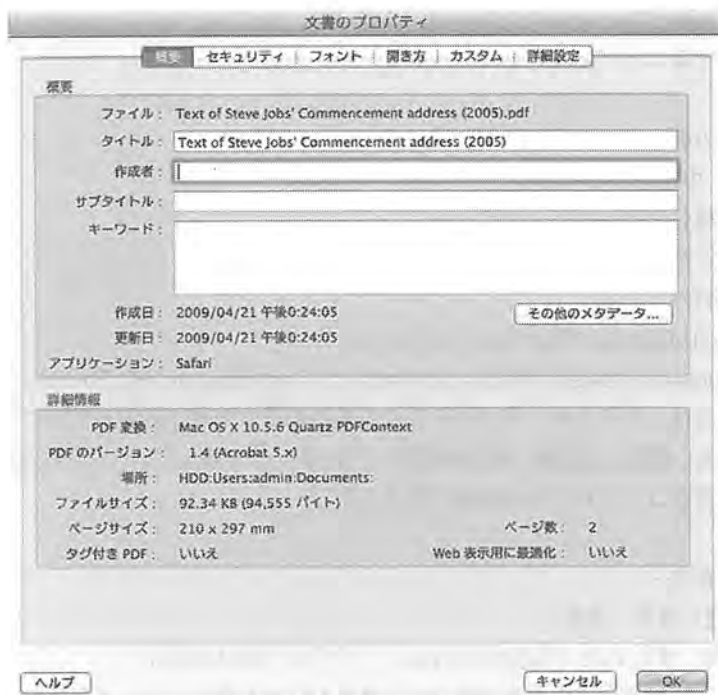 文書のプロパティ
概要 セキュリティ フォント 開き方 カスタム 詳細設定
概要
ファイル： Text of Steve Jobs' Commencement address (2005).pdf
タイトル： Text of Steve Jobs' Commencement address (2005)
作成者：
サブタイトル：
キーワード：
作成日： 2009/04/21 午後0:24:05 その他のメタデータ...
更新日： 2009/04/21 午後0:24:05
アプリケーション： Safari
詳細情報
PDF 変換： Mac OS X 10.5.6 Quartz PDFContext
PDF のバージョン： 1.4 (Acrobat 5.x)
場所： HDD:Users:admin:Documents:
ファイルサイズ： 92.34 KB (94,555 バイト)
ページサイズ： 210 x 297 mm ページ数： 2
タグ付き PDF： いいえ Web 表示用に最適化： いいえ
ヘルプ キャンセル OK